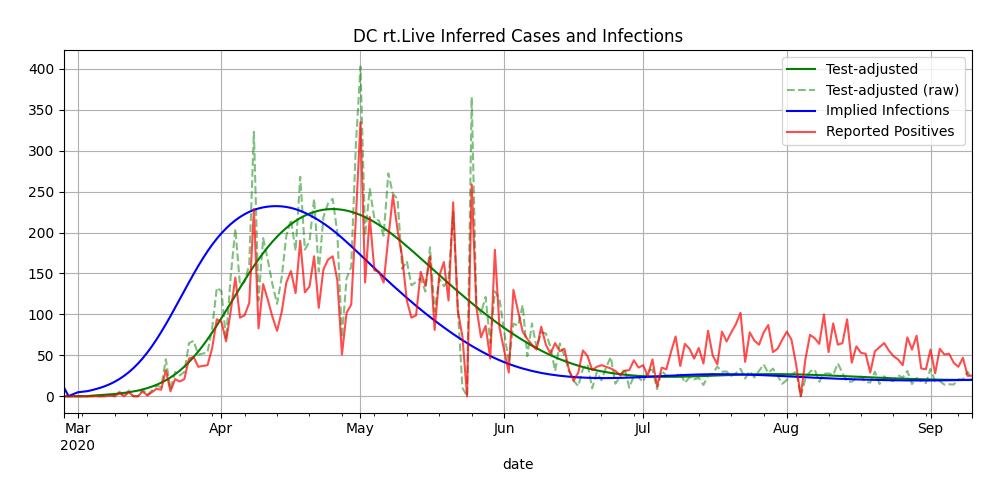 DC rt.Live Inferred Cases and Infections
Test-adjusted
Test-adjusted (raw)
Implied Infections
Reported Positives
400
350
300
250
200
150
100
50
0
Mar Apr May Jun Jul Aug Sep
2020
date